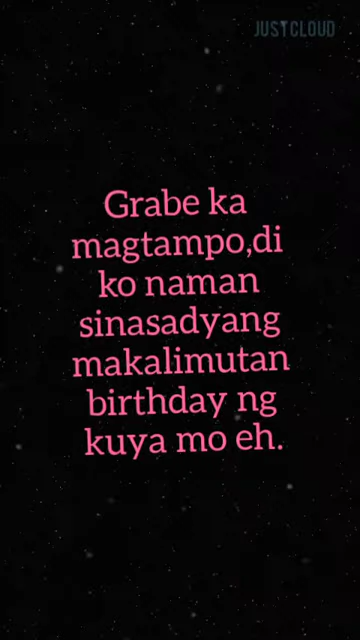 JUSTCLOUD
Grabe ka
magtampo,di
ko naman
sinasadyang
makalimutan
birthday ng
kuya mo eh.